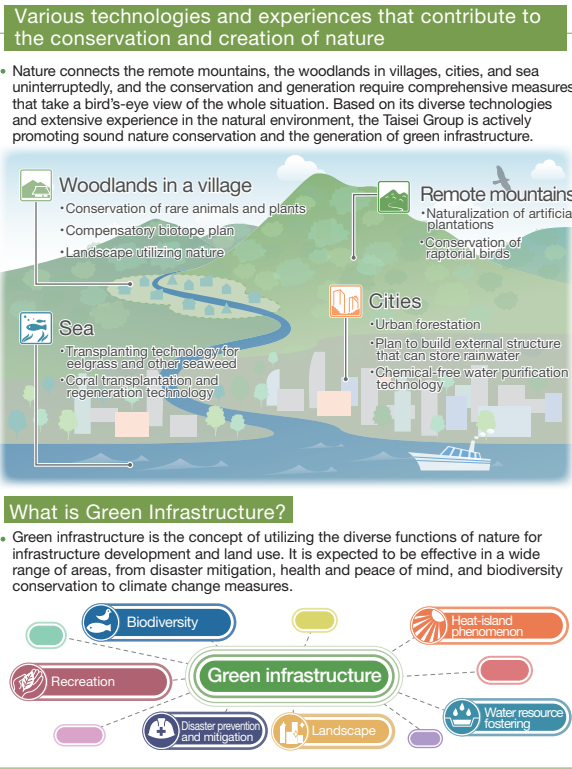 Various technologies and experiences that contribute to
the conservation and creation of nature
• Nature connects the remote mountains, the woodlands in villages, cities, and sea
uninterruptedly, and the conservation and generation require comprehensive measures
that take a bird's-eye view of the whole situation. Based on its diverse technologies
and extensive experience in the natural environment, the Taisei Group is actively
promoting sound nature conservation and the generation of green infrastructure.
Woodlands in a village
・Conservation of rare animals and plants
・Compensatory biotope plan
・Landscape utilizing nature
Remote mountains
・Naturalization of artificia
plantations
・Conservation of
raptorial birds
Sea
・Transplanting technology for
eelgrass and other seaweed
・Coral transplantation and
regeneration technology
Cities
・Urban forestation
・Plan to build external structure
that can store rainwater
・Chemical-free water purification
technology
What is Green Infrastructure?
• Green infrastructure is the concept of utilizing the diverse functions of nature for
infrastructure development and land use. It is expected to be effective in a wide
range of areas, from disaster mitigation, health and peace of mind, and biodiversity
conservation to climate change measures.
Biodiversity
Heat-island
phenomenon
Recreation
Green infrastructure
Disaster prevention
and mitigation
Landscape
Water resource
fostering